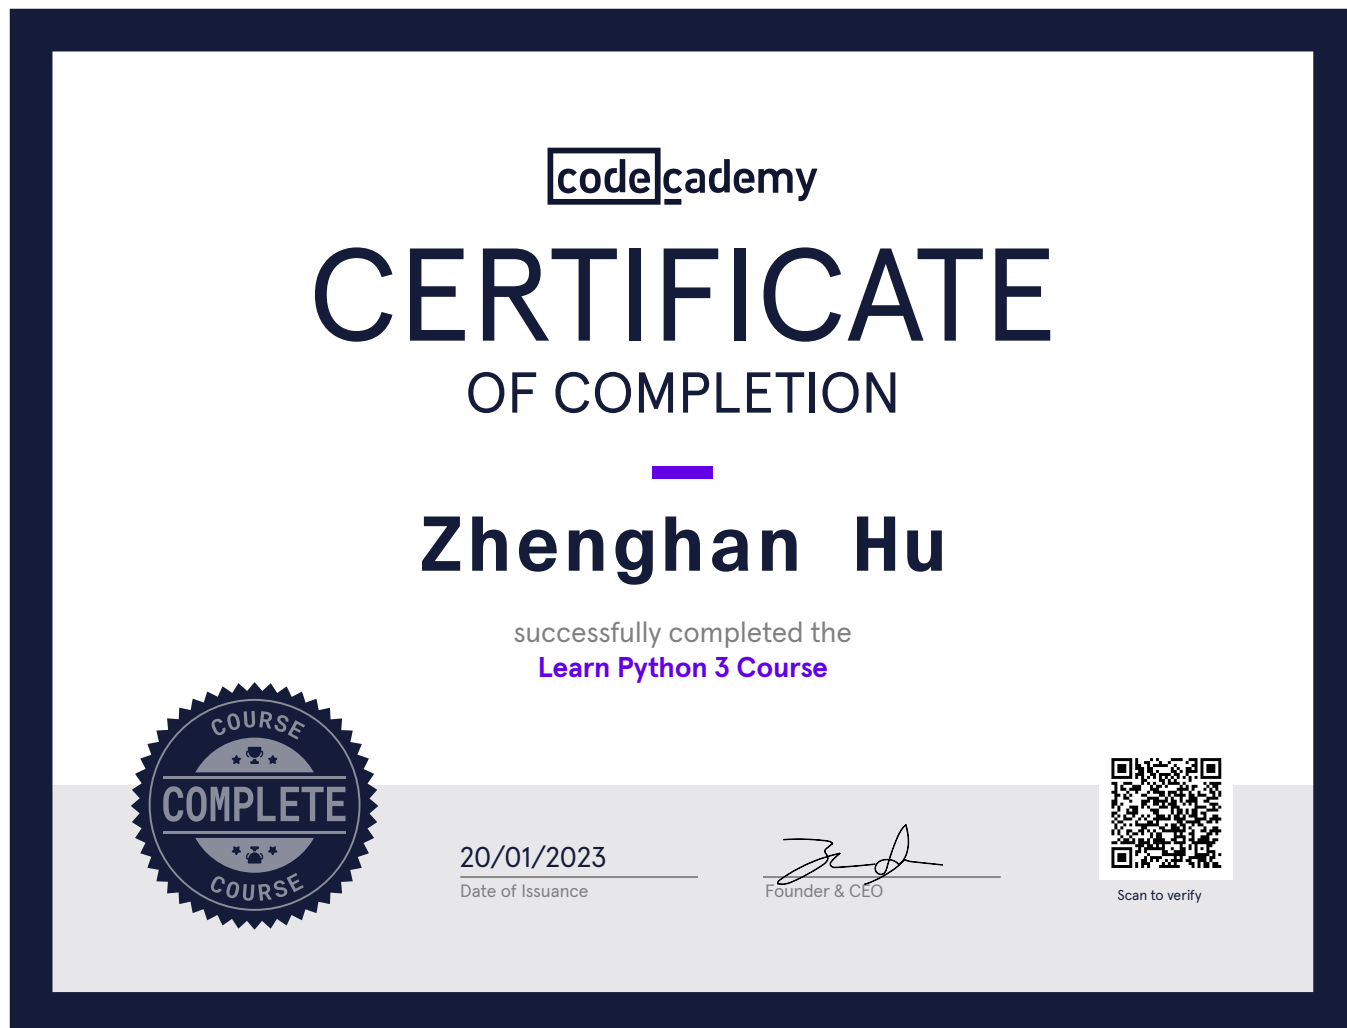 codecademy
CERTIFICATE
OF COMPLETION
Zhenghan Hu
successfully completed the
Learn Python 3 Course
COURSE
COMPLETE
COURSE
20/01/2023
Date of Issuance
Founder & CEO
Scan to verify